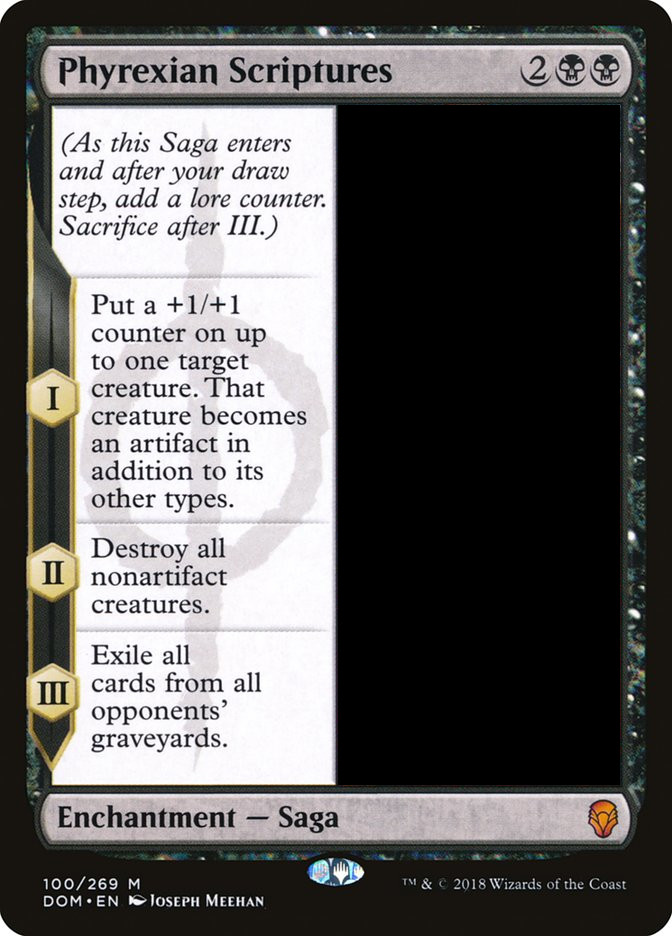 Phyrexian Scriptures 2
(As this Saga enters
and after your draw
step, add a lore counter.
Sacrifice after III.)
I
Put a +1/+1
counter on up
to one target
creature. That
creature becomes
an artifact in
addition to its
other types.
II
Destroy all
nonartifact
creatures.
III
Exile all
cards from all
opponents’
graveyards.
Enchantment — Saga
100/269 M
DOM • EN Joseph Meehan
™ & © 2018 Wizards of the Coast